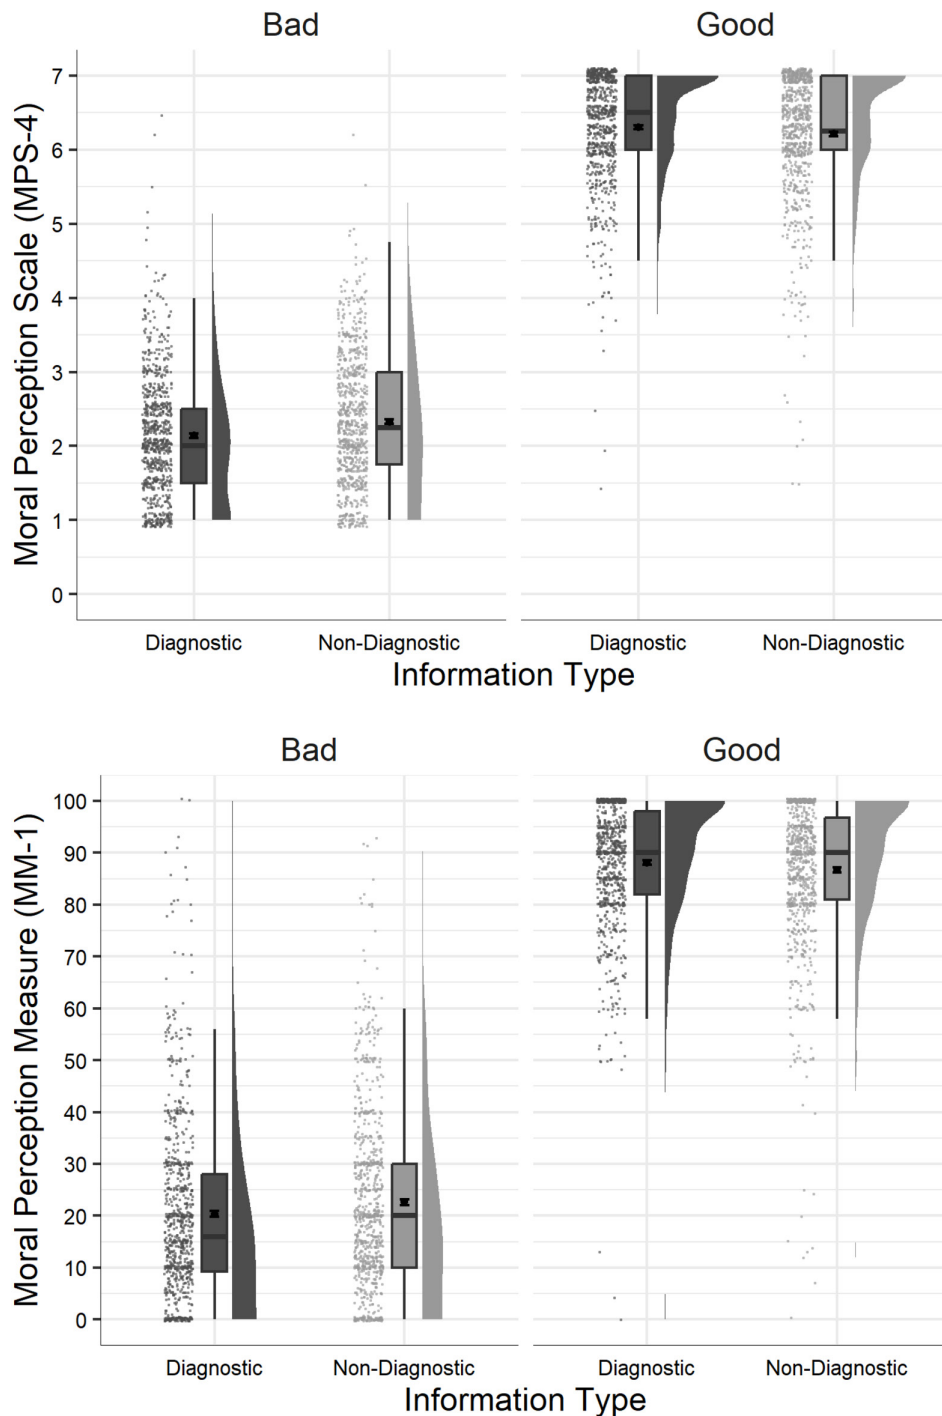 Bad Good
Moral Perception Scale (MPS-4)
7
6
5
4
3
2
1
0
Diagnostic Non-Diagnostic Diagnostic Non-Diagnostic
Information Type
Bad Good
Moral Perception Measure (MM-1)
100
90
80
70
60
50
40
30
20
10
0
Diagnostic Non-Diagnostic Diagnostic Non-Diagnostic
Information Type